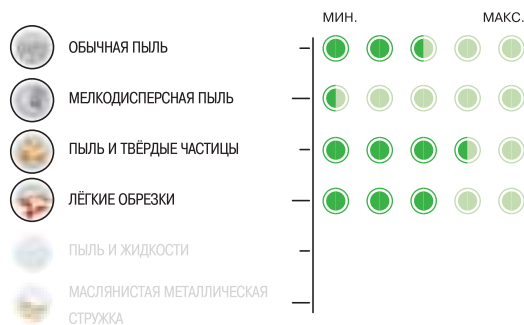 МИН. МАКС.
ОБЫЧНАЯ ПЫЛЬ
МЕЛКОДИСПЕРСНАЯ ПЫЛЬ
ПЫЛЬ И ТВЁРДЫЕ ЧАСТИЦЫ
ЛЁГКИЕ ОБРЕЗКИ
ПЫЛЬ И ЖИДКОСТИ
МАСЛЯНИСТАЯ МЕТАЛЛИЧЕСКАЯ
СТРУЖКА